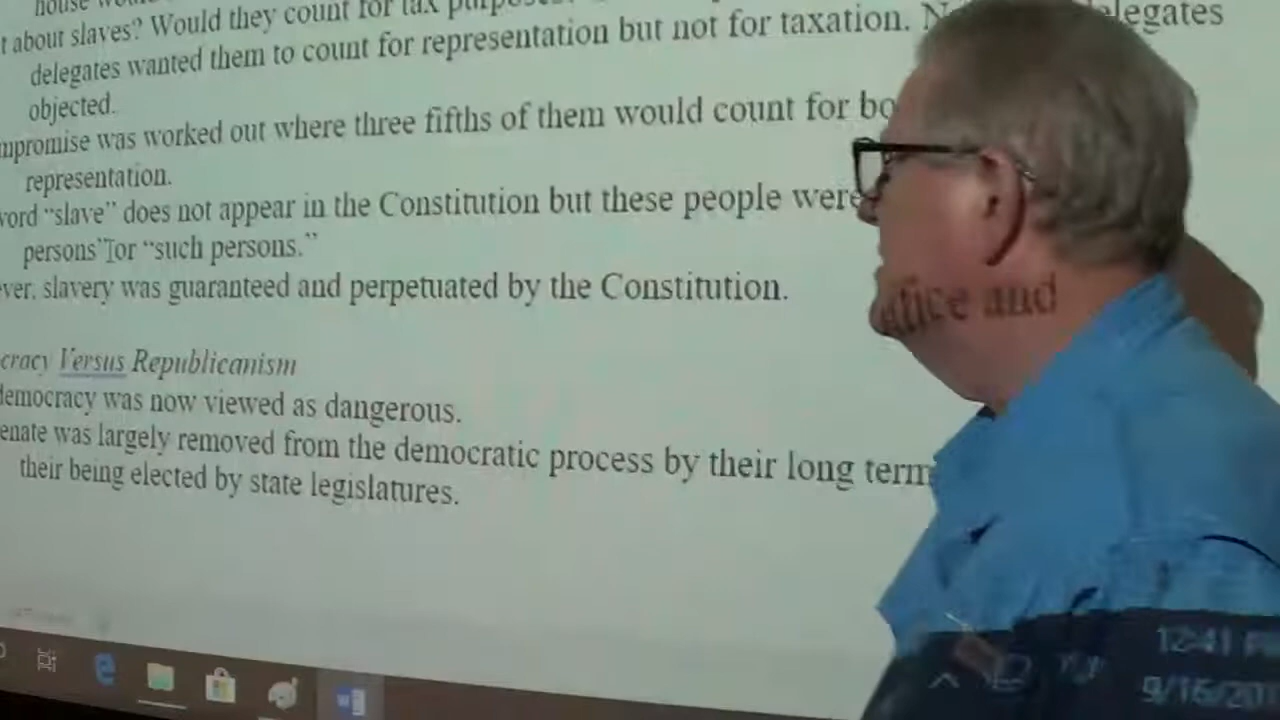 house
t about slaves? Would they count for tax
delegates wanted them to count for representation but not for taxation. elegates
objected.
mpromise was worked out where three fifths of them would count for bo
representation.
word “slave” does not appear in the Constitution but these people were
persons” or “such persons.”
ver, slavery was guaranteed and perpetuated by the Constitution.
fice and
cracy Versus Republicanism
democracy was now viewed as dangerous.
enate was largely removed from the democratic process by their long term
their being elected by state legislatures.
12:41
9/16/201